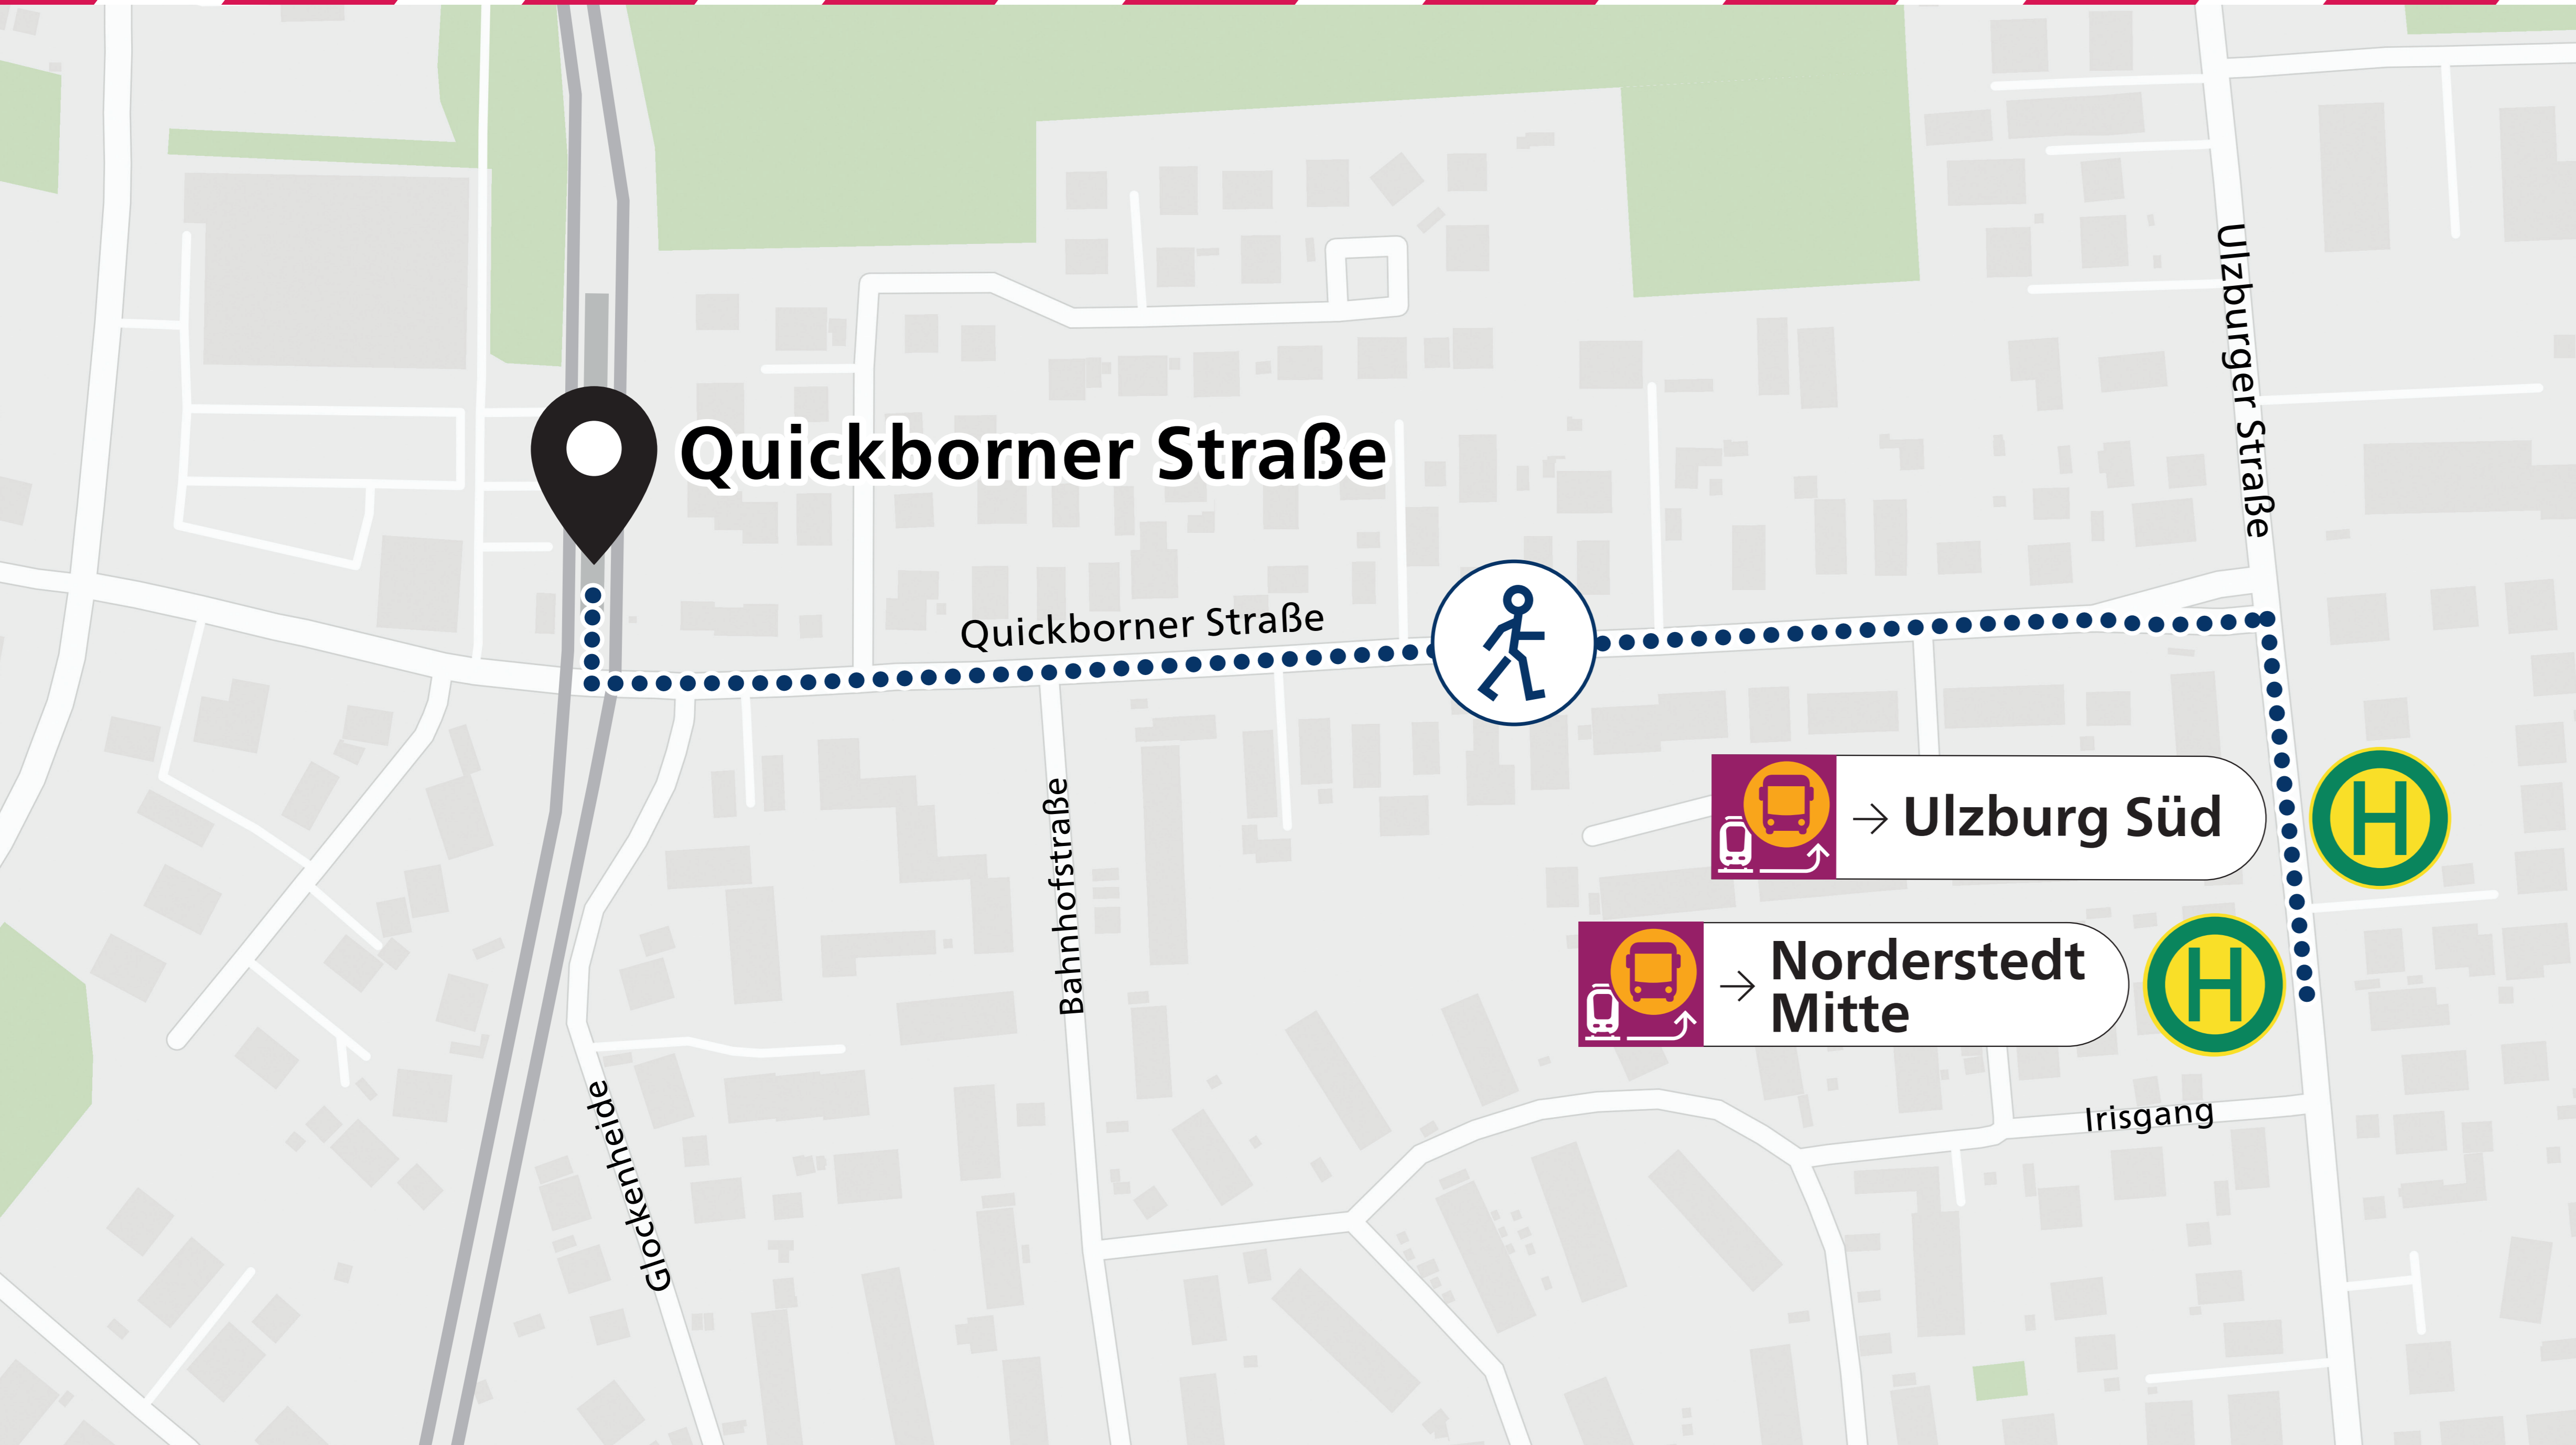 Ulzburger Straße
Quickborner Straße
Quickborner Straße
→ Ulzburg Süd
H
Bahnhofstraße
→ Norderstedt
Mitte
H
Irisgang
Glockenheide